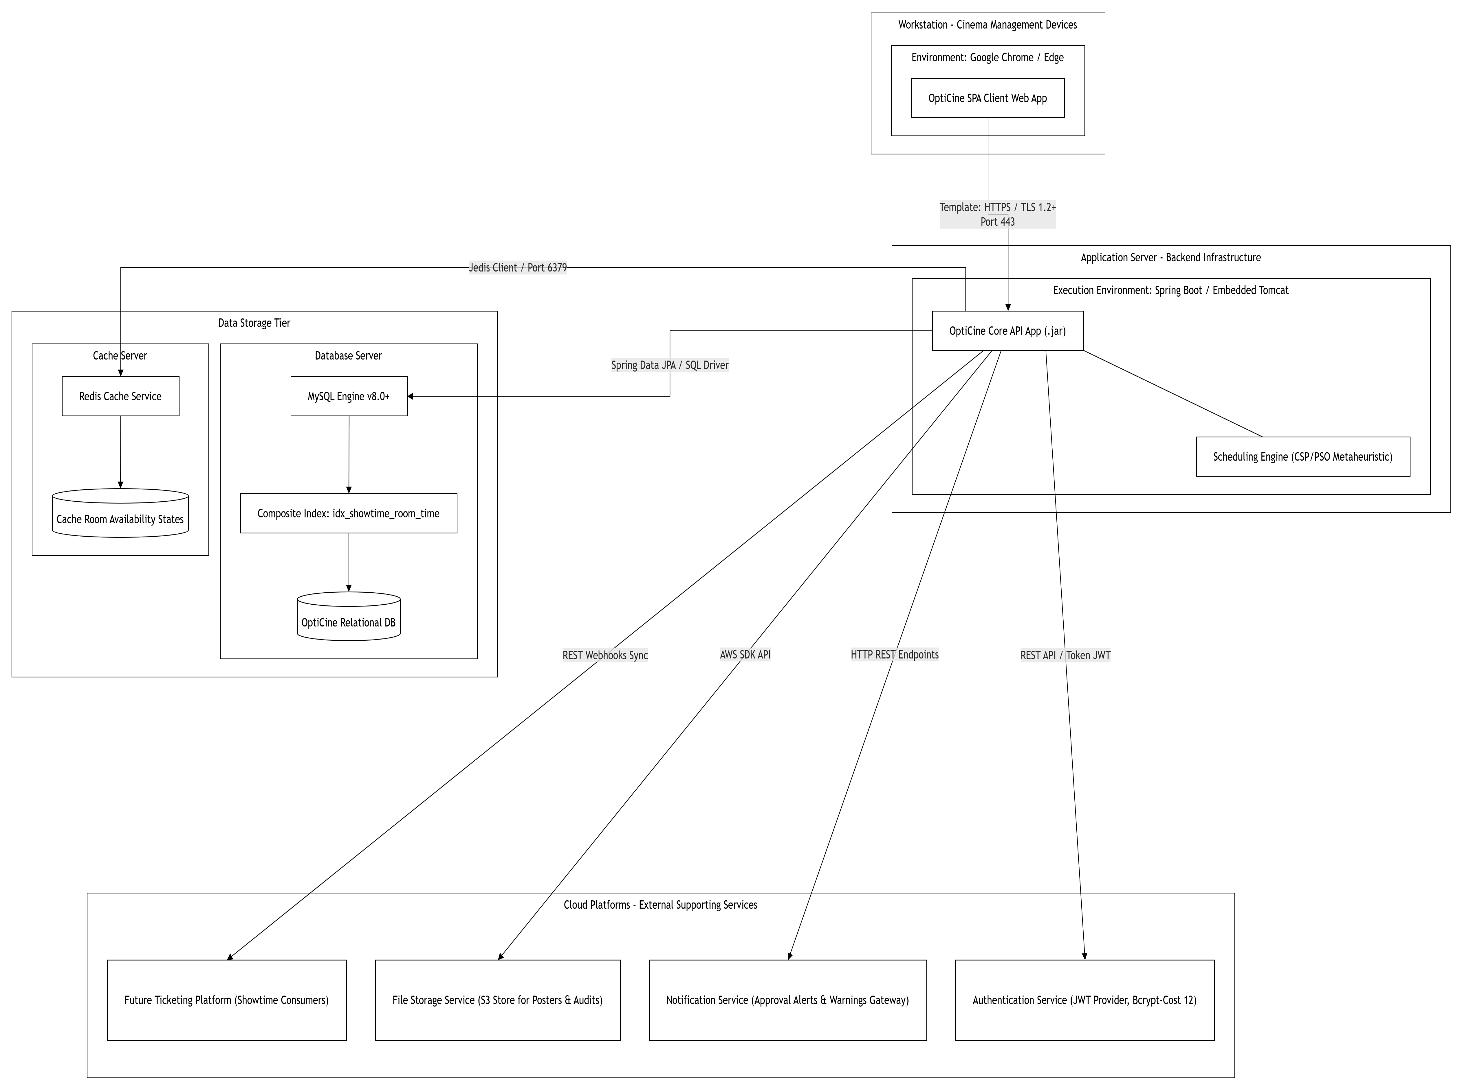 Workstation - Cinema Management Devices
Environment: Google Chrome / Edge
OptiCine SPA Client Web App
Template: HTTPS / TLS 1.2+
Port 443
Application Server - Backend Infrastructure
Execution Environment: Spring Boot / Embedded Tomcat
OptiCine Core API App (.jar)
Scheduling Engine (CSP/PSO Metaheuristic)
Jedis Client / Port 6379
Spring Data JPA / SQL Driver
Data Storage Tier
Cache Server
Redis Cache Service
Cache Room Availability States
Database Server
MySQL Engine v8.0+
Composite Index: idx_showtime_room_time
OptiCine Relational DB
REST Webhooks Sync
AWS SDK API
HTTP REST Endpoints
REST API / Token JWT
Cloud Platforms - External Supporting Services
Future Ticketing Platform (Showtime Consumers)
File Storage Service (S3 Store for Posters & Audits)
Notification Service (Approval Alerts & Warnings Gateway)
Authentication Service (JWT Provider, Bcrypt-Cost 12)